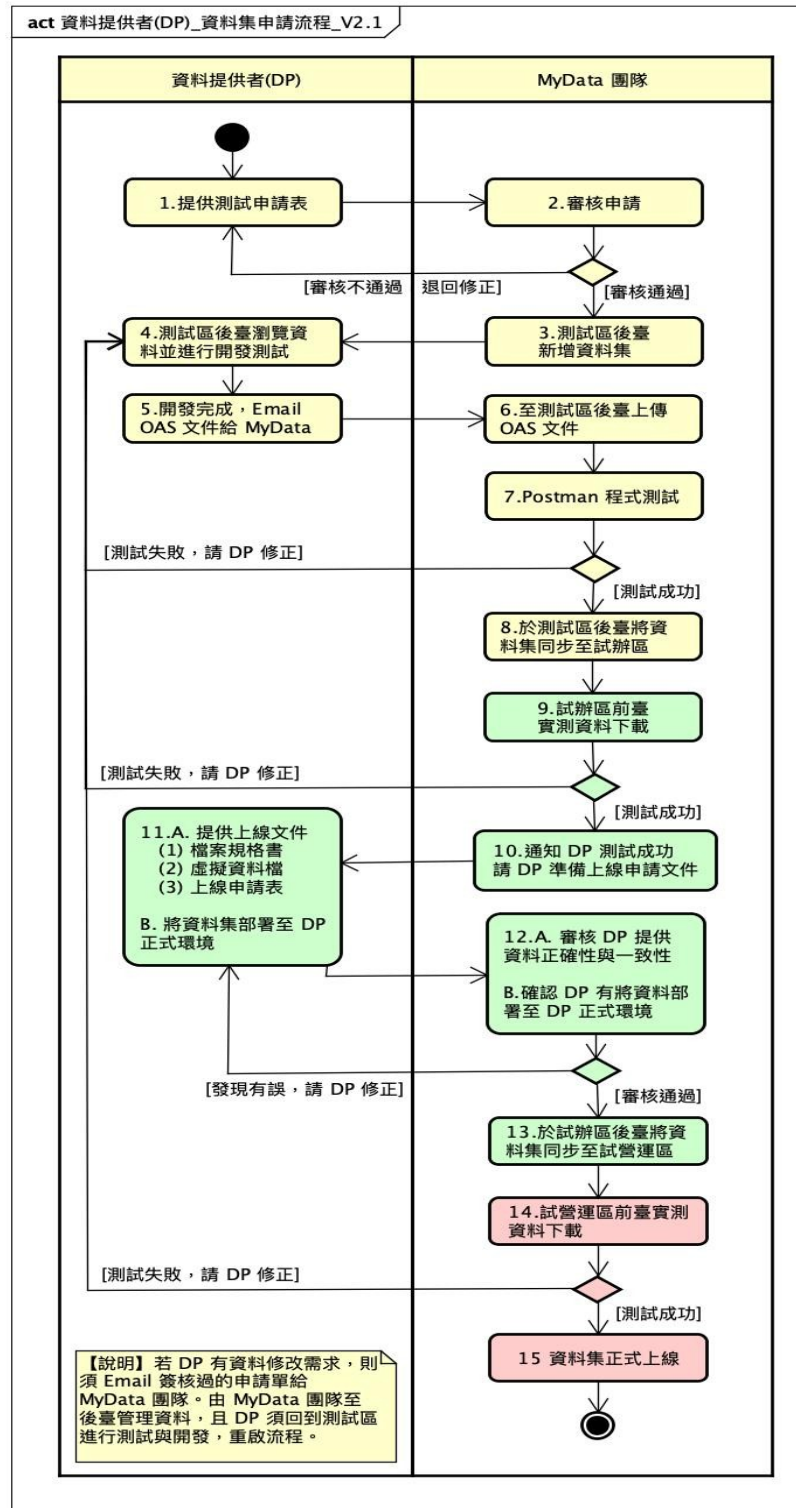 act 資料提供者(DP)_資料集申請流程_V2.1
資料提供者(DP)
MyData 團隊
1.提供測試申請表
2.審核申請
[審核不通過 退回修正]
[審核通過]
3.測試區後臺
新增資料集
4.測試區後臺瀏覽資
料並進行開發測試
5.開發完成，Email
OAS 文件給 MyData
6.至測試區後臺上傳
OAS 文件
7.Postman 程式測試
[測試失敗，請 DP 修正]
[測試成功]
8.於測試區後臺將資
料集同步至試辦區
9.試辦區前臺
實測資料下載
[測試失敗，請 DP 修正]
[測試成功]
10.通知 DP 測試成功
請 DP 準備上線申請文件
11.A. 提供上線文件
(1) 檔案規格書
(2) 虛擬資料檔
(3) 上線申請表
B. 將資料集部署至 DP
正式環境
12.A. 審核 DP 提供
資料正確性與一致性
B.確認 DP 有將資料部
署至 DP 正式環境
[發現有誤，請 DP 修正]
[審核通過]
13.於試辦區後臺將資
料集同步至試營運區
14.試營運區前臺實測
資料下載
[測試失敗，請 DP 修正]
[測試成功]
15 資料集正式上線
【說明】若 DP 有資料修改需求，則
須 Email 簽核過的申請單給
MyData 團隊。由 MyData 團隊至
後臺管理資料，且 DP 須回到測試區
進行測試與開發，重啟流程。